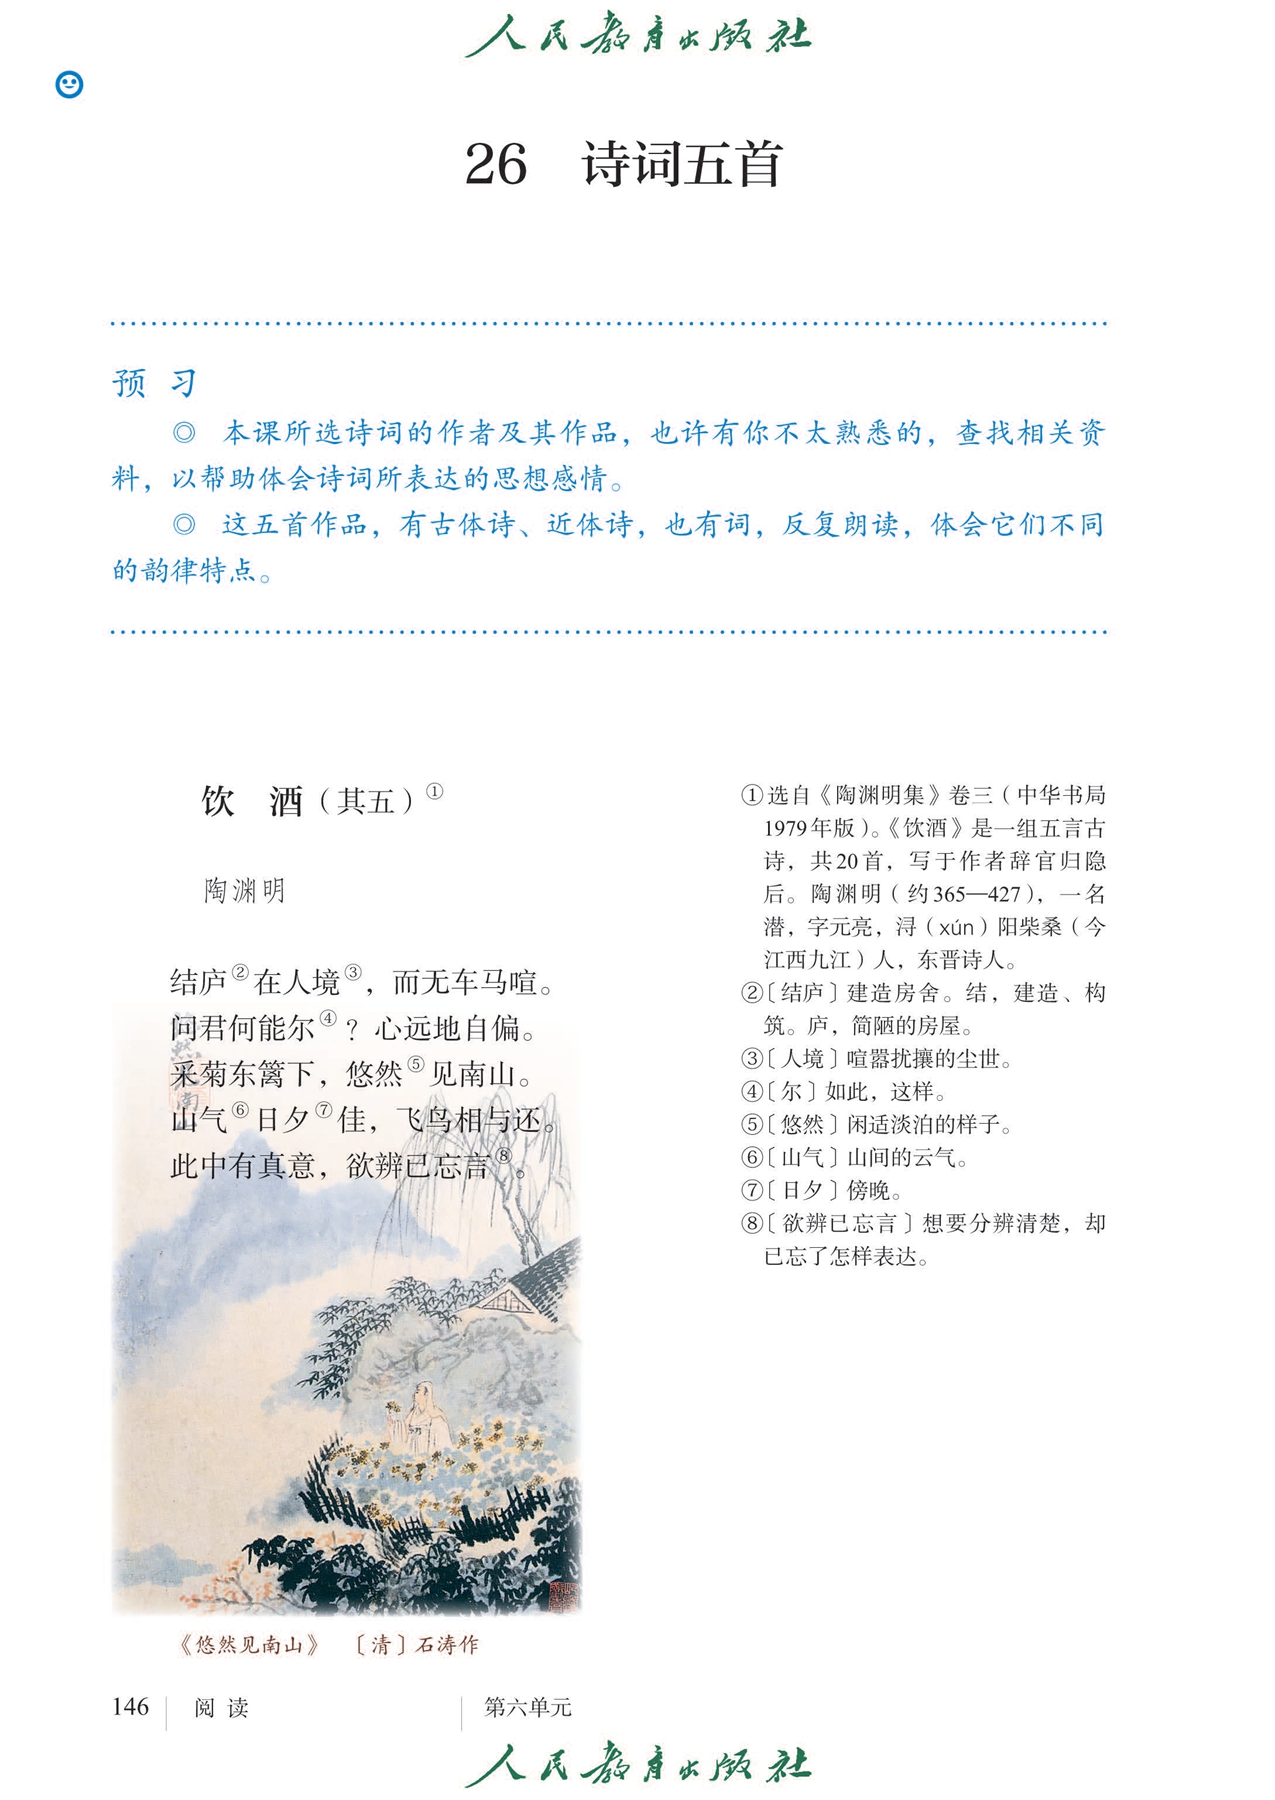 人民教育出版社
26 诗词五首
预 习
◎ 本课所选诗词的作者及其作品，也许有你不太熟悉的，查找相关资
料，以帮助体会诗词所表达的思想感情。
◎ 这五首作品，有古体诗、近体诗，也有词，反复朗读，体会它们不同
的韵律特点。
饮 酒（其五）①
陶渊明
结庐②在人境③，而无车马喧。
问君何能尔④？心远地自偏。
采菊东篱下，悠然⑤见南山。
山气⑥日夕⑦佳，飞鸟相与还。
此中有真意，欲辨已忘言⑧。
《悠然见南山》 〔清〕石涛作
①选自《陶渊明集》卷三（中华书局
1979年版）。《饮酒》是一组五言古
诗，共20首，写于作者辞官归隐
后。陶渊明（约365—427），一名
潜，字元亮，浔（xún）阳柴桑（今
江西九江）人，东晋诗人。
②〔结庐〕建造房舍。结，建造、构
筑。庐，简陋的房屋。
③〔人境〕喧嚣扰攘的尘世。
④〔尔〕如此，这样。
⑤〔悠然〕闲适淡泊的样子。
⑥〔山气〕山间的云气。
⑦〔日夕〕傍晚。
⑧〔欲辨已忘言〕想要分辨清楚，却
已忘了怎样表达。
146 阅 读 第六单元
人民教育出版社